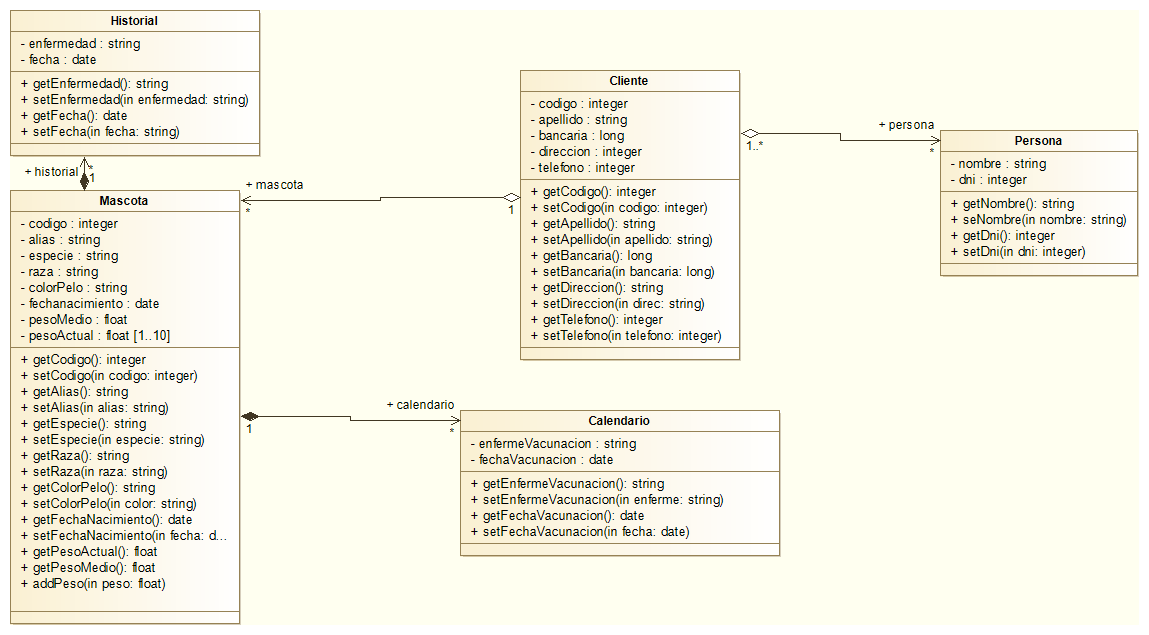 Historial
- enfermedad : string
- fecha : date
+ getEnfermedad(): string
+ setEnfermedad(in enfermedad: string)
+ getFecha(): date
+ setFecha(in fecha: string)
+ historial
*
1
Mascota
- codigo : integer
- alias : string
- especie : string
- raza : string
- colorPelo : string
- fechanacimiento : date
- pesoMedio : float
- pesoActual : float [1..10]
+ getCodigo(): integer
+ setCodigo(in codigo: integer)
+ getAlias(): string
+ setAlias(in alias: string)
+ getEspecie(): string
+ setEspecie(in especie: string)
+ getRaza(): string
+ setRaza(in raza: string)
+ getColorPelo(): string
+ setColorPelo(in color: string)
+ getFechaNacimiento(): date
+ setFechaNacimiento(in fecha: d...
+ getPesoActual(): float
+ getPesoMedio(): float
+ addPeso(in peso: float)
+ mascota
*
1
Cliente
- codigo : integer
- apellido : string
- bancaria : long
- direccion : integer
- telefono : integer
+ getCodigo(): integer
+ setCodigo(in codigo: integer)
+ getApellido(): string
+ setApellido(in apellido: string)
+ getBancaria(): long
+ setBancaria(in bancaria: long)
+ getDireccion(): string
+ setDireccion(in direc: string)
+ getTelefono(): integer
+ setTelefono(in telefono: integer)
1..*
+ persona
*
Persona
- nombre : string
- dni : integer
+ getNombre(): string
+ seNombre(in nombre: string)
+ getDni(): integer
+ setDni(in dni: integer)
1
+ calendario
*
Calendario
- enfermeVacunacion : string
- fechaVacunacion : date
+ getEnfermeVacunacion(): string
+ setEnfermeVacunacion(in enferme: string)
+ getFechaVacunacion(): date
+ setFechaVacunacion(in fecha: date)